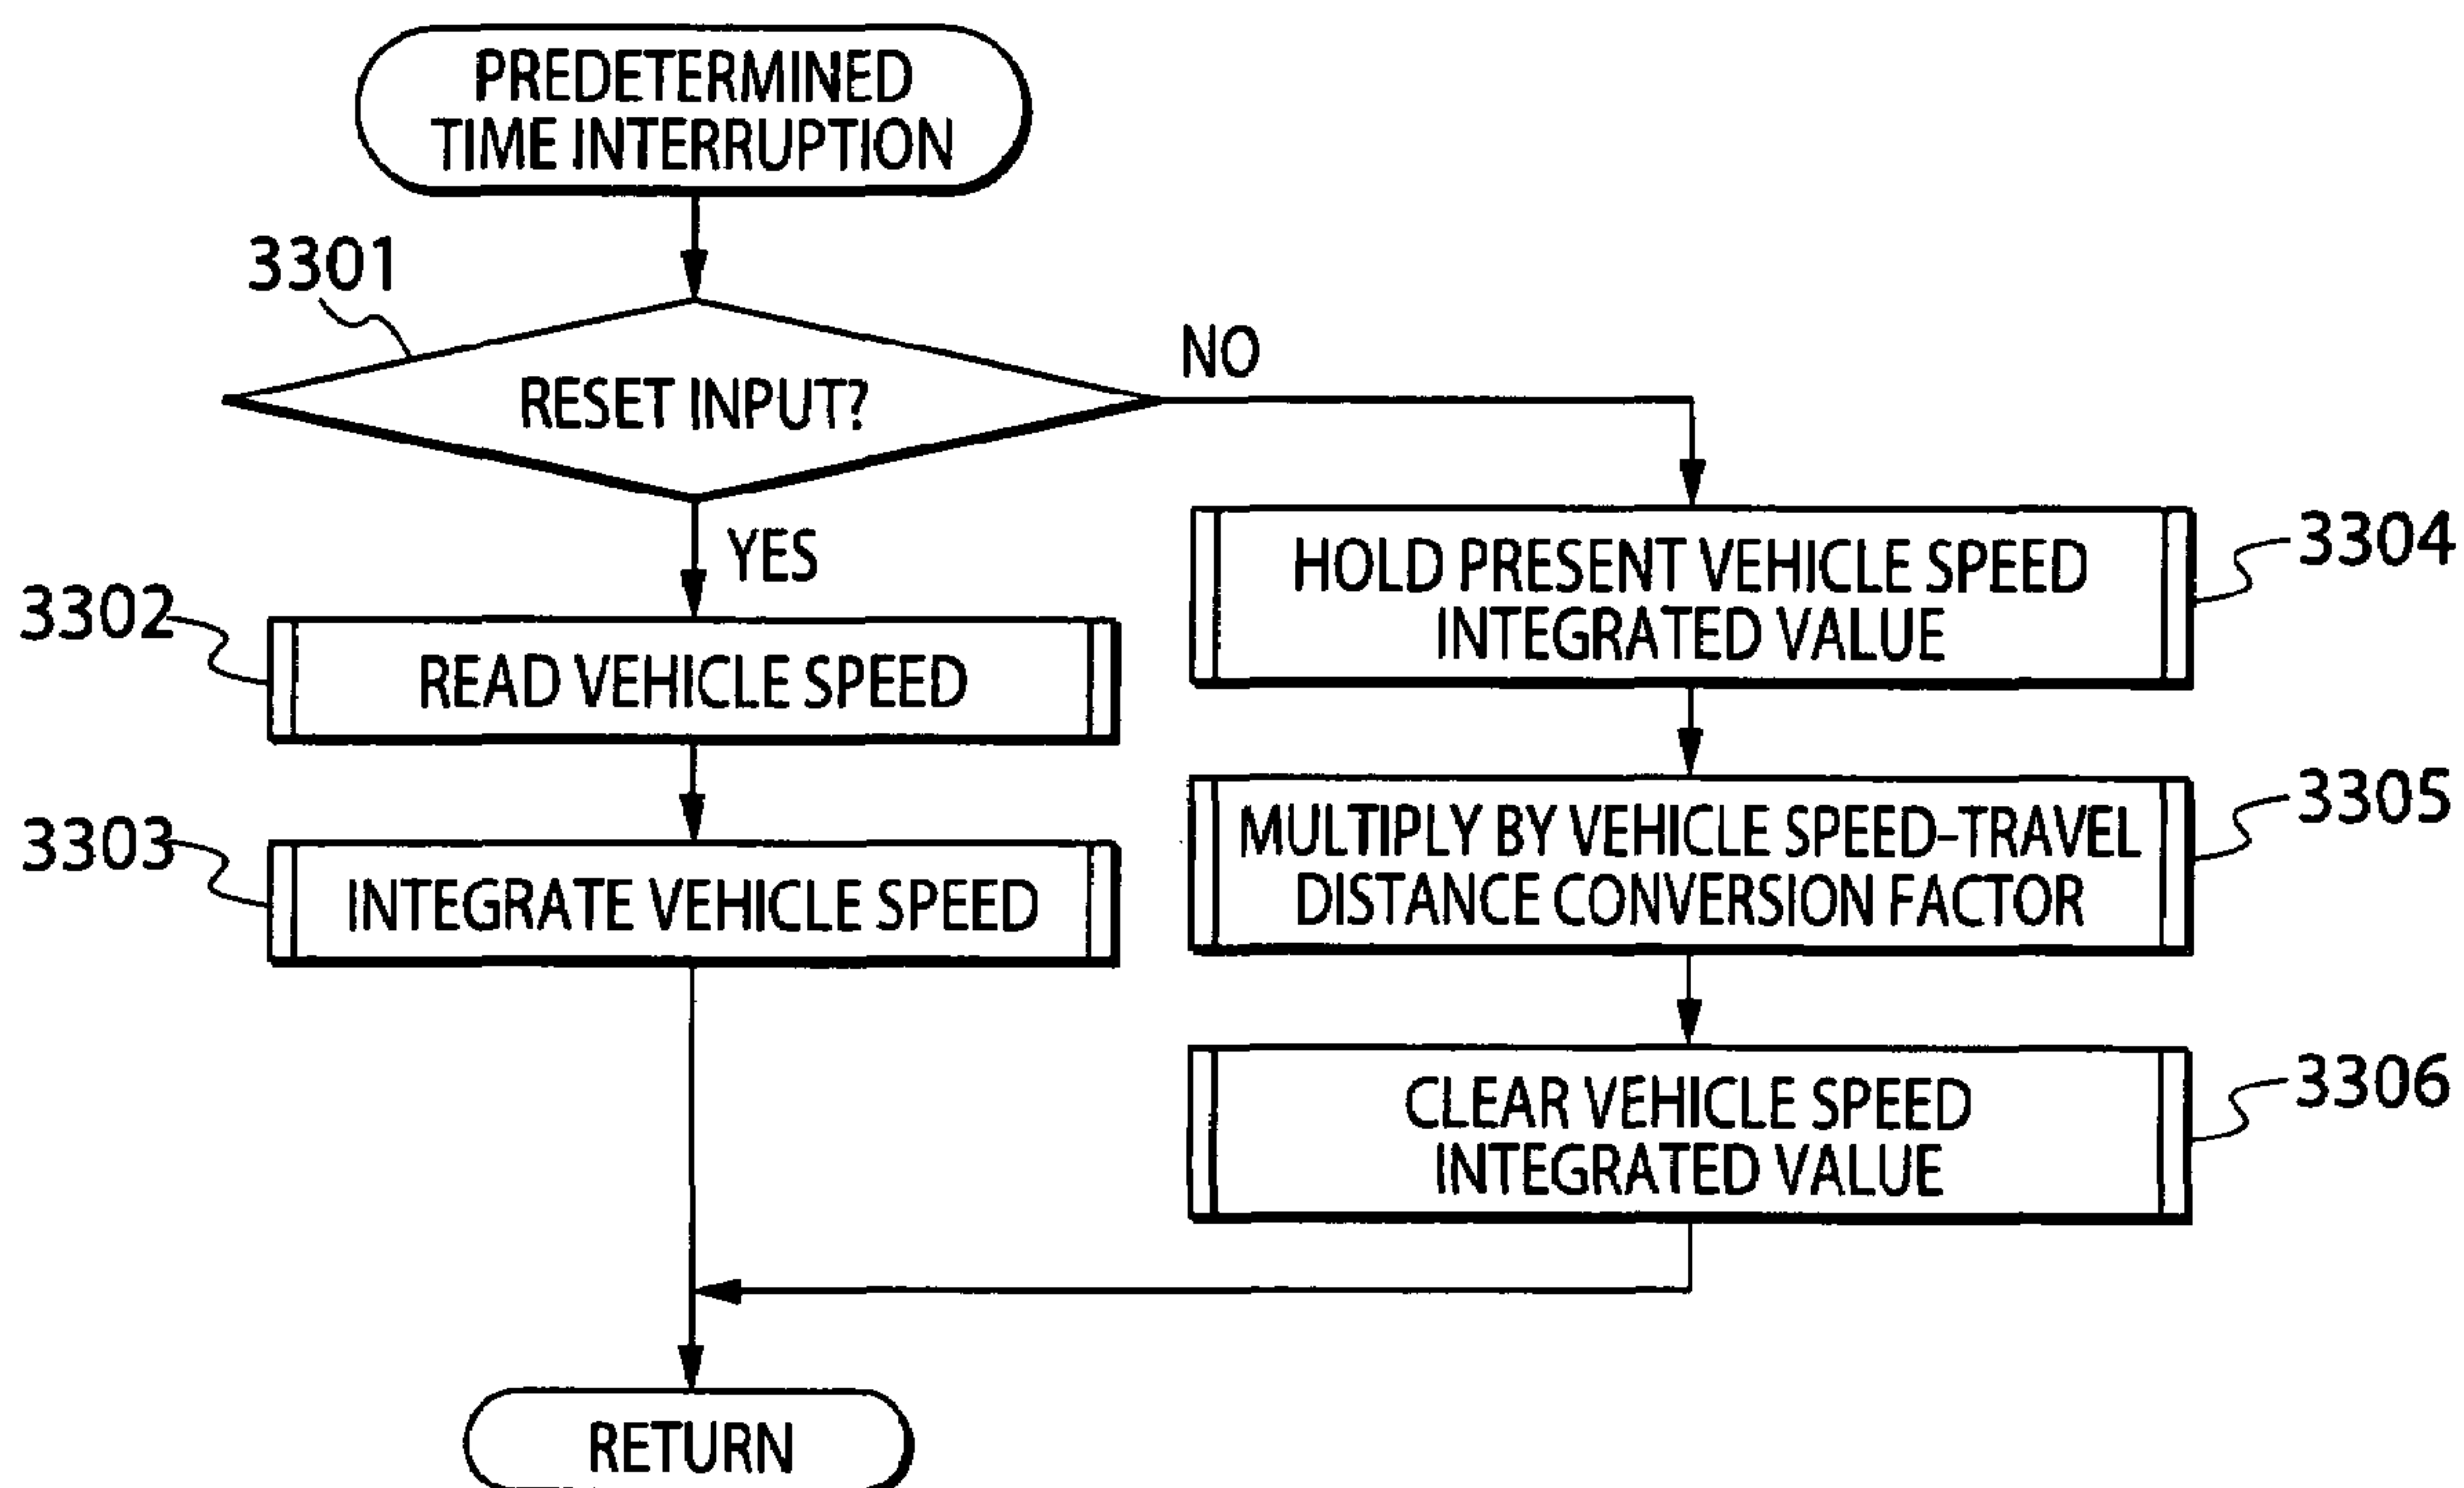 PREDETERMINED
TIME INTERRUPTION
3301
RESET INPUT?
NO
YES
3302
READ VEHICLE SPEED
3303
INTEGRATE VEHICLE SPEED
HOLD PRESENT VEHICLE SPEED
INTEGRATED VALUE
3304
MULTIPLY BY VEHICLE SPEED-TRAVEL
DISTANCE CONVERSION FACTOR
3305
CLEAR VEHICLE SPEED
INTEGRATED VALUE
3306
RETURN